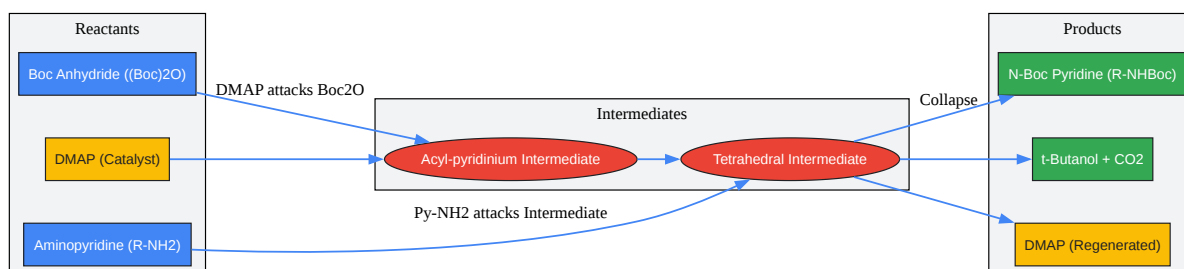 Reactants
Boc Anhydride ((Boc)2O)
DMAP (Catalyst)
Aminopyridine (R-NH2)
DMAP attacks Boc2O
Py-NH2 attacks Intermediate
Intermediates
Acyl-pyridinium Intermediate
Tetrahedral Intermediate
Collapse
Products
N-Boc Pyridine (R-NHBoc)
t-Butanol + CO2
DMAP (Regenerated)